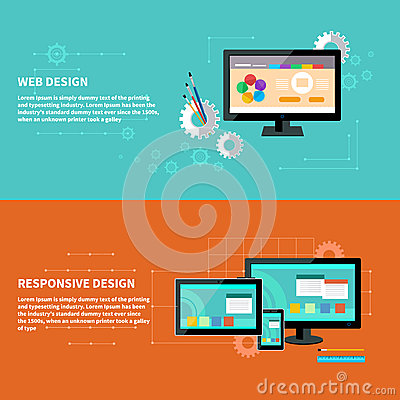 WEB DESIGN
Lorem Ipsum is simply dummy text of
the printing and typesetting industry.
Lorem Ipsum has been the industry's
standard dummy text ever since the
1500s, when an unknown printer took a
galley of type
RESPONSIVE DESIGN
Lorem Ipsum is simply dummy text of the printing
and typesetting industry. Lorem Ipsum has been the
industry's standard dummy text ever since the
1500s, when an unknown printer took a galley
of type
dreamstime.com